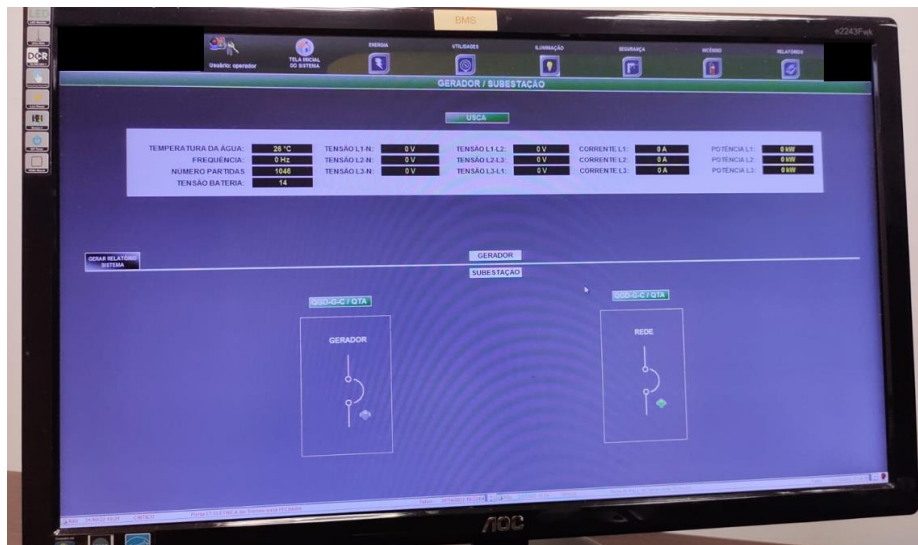 BMS
e2243Fwk
LED
DCR
Usuário: operador
TELA INICIAL
DO SISTEMA
ENERGIA
UTILIDADES
ILUMINAÇÃO
SEGURANÇA
INCÊNDIO
RELATÓRIOS
GERADOR / SUBESTAÇÃO
USCA
TEMPERATURA DA ÁGUA: 26 °C TENSÃO L1-N: 0 V TENSÃO L1-L2: 0 V CORRENTE L1: 0 A POTÊNCIA L1: 0 kW
FREQUÊNCIA: 0 Hz TENSÃO L2-N: 0 V TENSÃO L2-L3: 0 V CORRENTE L2: 0 A POTÊNCIA L2: 0 kW
NÚMERO PARTIDAS 1046 TENSÃO L3-N: 0 V TENSÃO L3-L1: 0 V CORRENTE L3: 0 A POTÊNCIA L3: 0 kW
TENSÃO BATERIA: 14
GERAR RELATÓRIO
SISTEMA
GERADOR
SUBESTAÇÃO
QGD-G-C / QTA
QGD-G-C / QTA
GERADOR
REDE
AOC